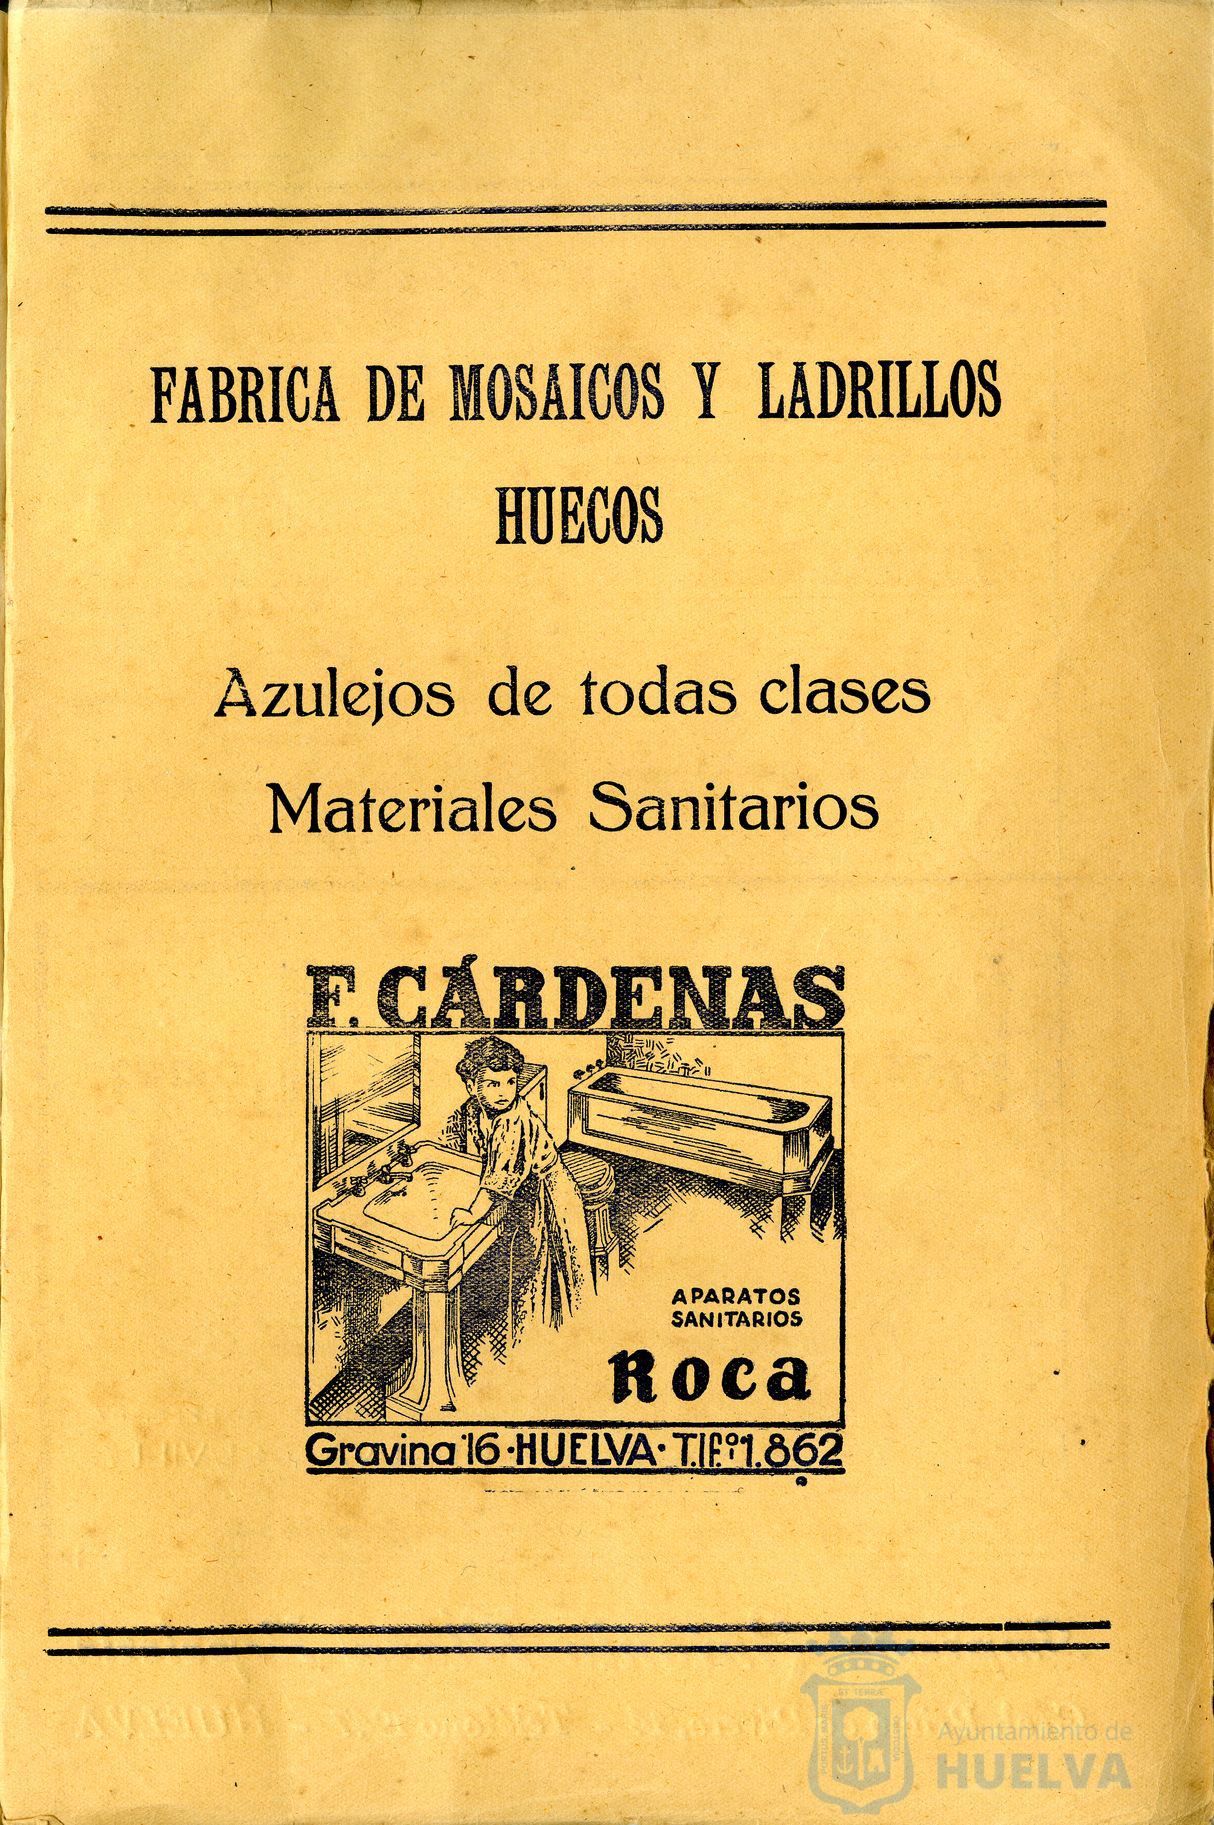 FABRICA DE MOSAICOS Y LADRILLOS
HUECOS
Azulejos de todas clases
Materiales Sanitarios
F. CÁRDENAS
APARATOS
SANITARIOS
Roca
Gravina 16·HUELVA·T.lf.º 1.862
Ayuntamiento de
HUELVA